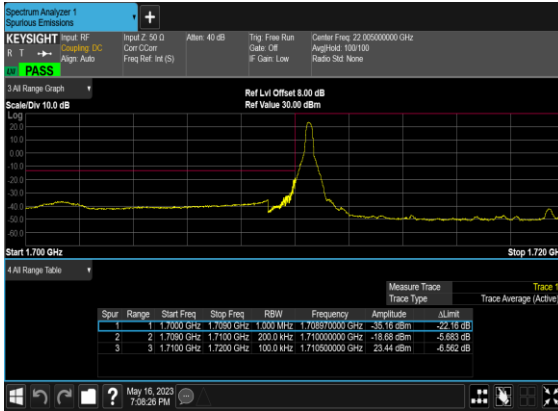 Spectrum Analyzer 1
Spurious Emissions
KEYSIGHT Input: RF Input Z: 50 Ω Atten: 40 dB Trig: Free Run Center Freq: 22.005000000 GHz
R T Coupling: DC Corr CCorr Gate: Off Avg|Hold: 100/100
Align: Auto Freq Ref: Int (S) IF Gain: Low Radio Std: None
PASS
3 All Range Graph
Ref Lvl Offset 8.00 dB
Scale/Div 10.0 dB Ref Value 30.00 dBm
Log
20.0
10.0
0.00
-10.0
-20.0
-30.0
-40.0
-50.0
-60.0
Start 1.700 GHz Stop 1.720 GH
4 All Range Table
Measure Trace Trace 1
Trace Type Trace Average (Active)
Spur Range Start Freq Stop Freq RBW Frequency Amplitude ΔLimit
1 1 1.7000 GHz 1.7090 GHz 1.000 MHz 1.708970000 GHz -35.16 dBm -22.16 dB
2 2 1.7090 GHz 1.7100 GHz 200.0 kHz 1.710000000 GHz -18.68 dBm -5.683 dB
3 3 1.7100 GHz 1.7200 GHz 100.0 kHz 1.710500000 GHz 23.44 dBm -6.562 dB
May 16, 2023
7:08:26 PM